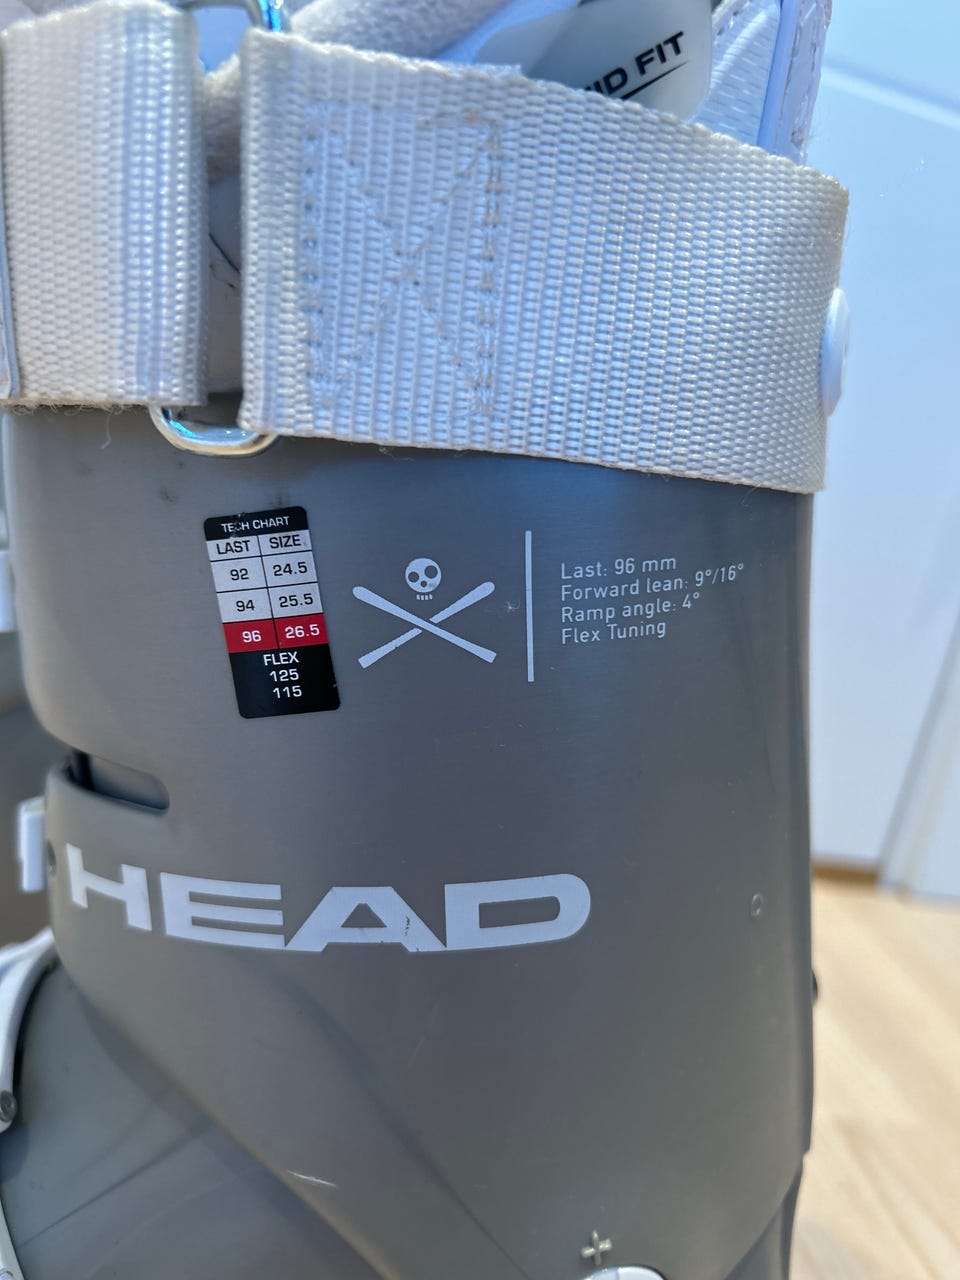 FIT
TECH CHART
LAST SIZE
92 24.5
94 25.5
96 26.5
FLEX
125
115
Last: 96 mm
Forward lean: 9°/16°
Ramp angle: 4°
Flex Tuning
HEAD